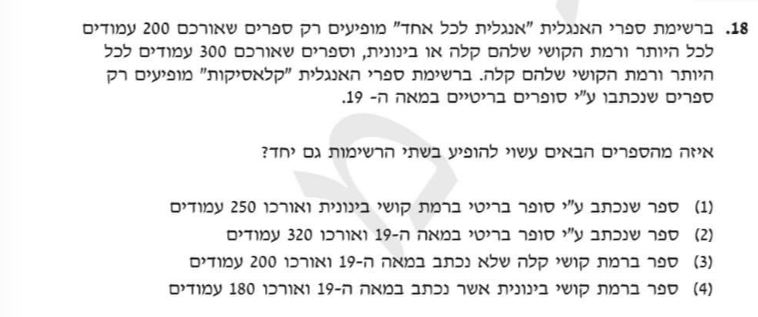 18. ברשימת ספרי האנגלית "אנגלית לכל אחד" מופיעים רק ספרים שאורכם 200 עמודים
לכל היותר ורמת הקושי שלהם קלה או בינונית, וספרים שאורכם 300 עמודים לכל
היותר ורמת הקושי שלהם קלה. ברשימת ספרי האנגלית "קלאסיקות" מופיעים רק
ספרים שנכתבו ע"י סופרים בריטיים במאה ה- 19.
איזה מהספרים הבאים עשוי להופיע בשתי הרשימות גם יחד?
(1) ספר שנכתב ע"י סופר בריטי ברמת קושי בינונית ואורכו 250 עמודים
(2) ספר שנכתב ע"י סופר בריטי במאה ה-19 ואורכו 320 עמודים
(3) ספר ברמת קושי קלה שלא נכתב במאה ה-19 ואורכו 200 עמודים
(4) ספר ברמת קושי בינונית אשר נכתב במאה ה-19 ואורכו 180 עמודים